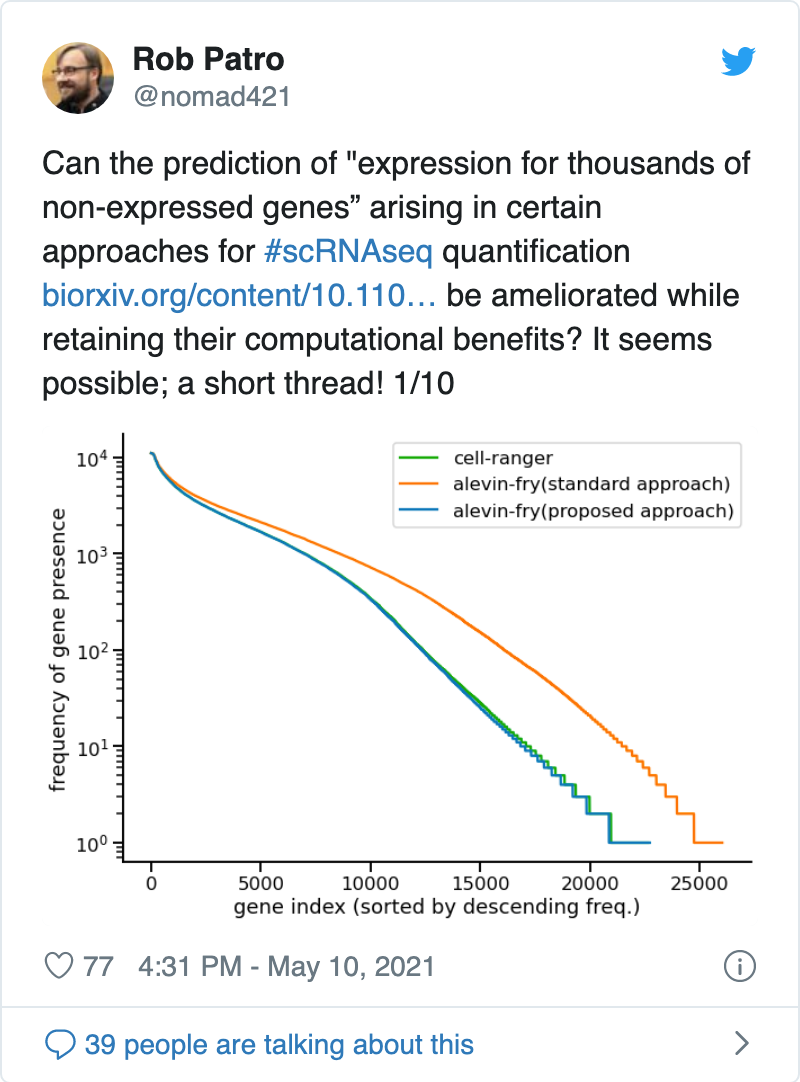 Rob Patro
@nomad421
Can the prediction of "expression for thousands of
non-expressed genes” arising in certain
approaches for #scRNAseq quantification
biorxiv.org/content/10.110… be ameliorated while
retaining their computational benefits? It seems
possible; a short thread! 1/10
cell-ranger
alevin-fry(standard approach)
alevin-fry(proposed approach)
frequency of gene presence
10⁴
10³
10²
10¹
10⁰
0 5000 10000 15000 20000 25000
gene index (sorted by descending freq.)
77 4:31 PM - May 10, 2021
39 people are talking about this